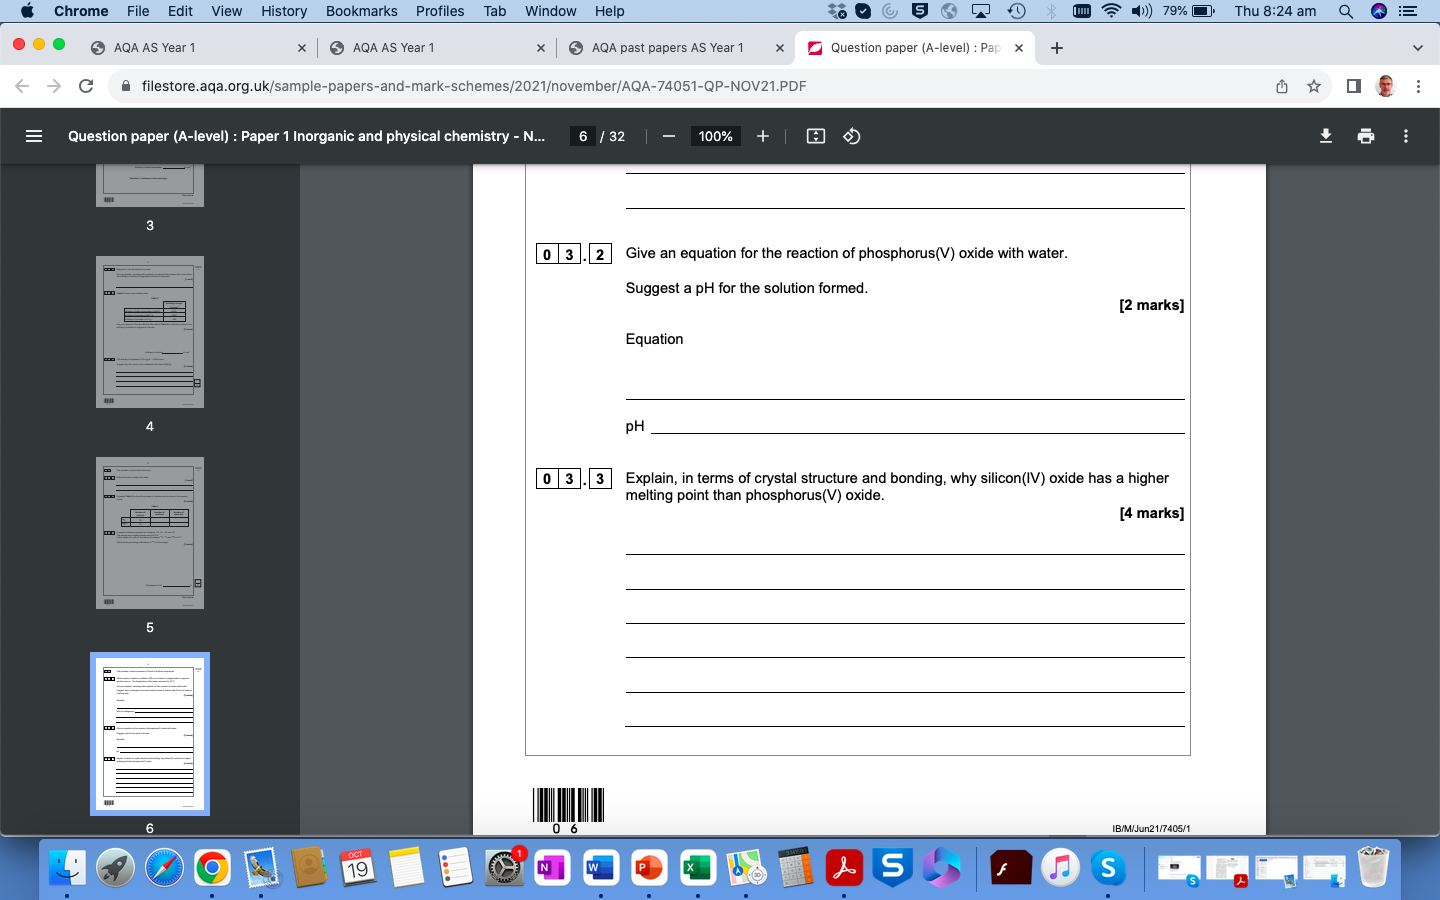 Chrome File Edit View History Bookmarks Profiles Tab Window Help 79% Thu 8:24 am
AQA AS Year 1 AQA AS Year 1 AQA past papers AS Year 1 Question paper (A-level) : Pap
filestore.aqa.org.uk/sample-papers-and-mark-schemes/2021/november/AQA-74051-QP-NOV21.PDF
Question paper (A-level) : Paper 1 Inorganic and physical chemistry - N... 6 / 32 100%
3
4
5
6
0 3 . 2 Give an equation for the reaction of phosphorus(V) oxide with water.
Suggest a pH for the solution formed.
[2 marks]
Equation
pH
0 3 . 3 Explain, in terms of crystal structure and bonding, why silicon(IV) oxide has a higher
melting point than phosphorus(V) oxide.
[4 marks]
0 6
IB/M/Jun21/7405/1
OCT
19
1